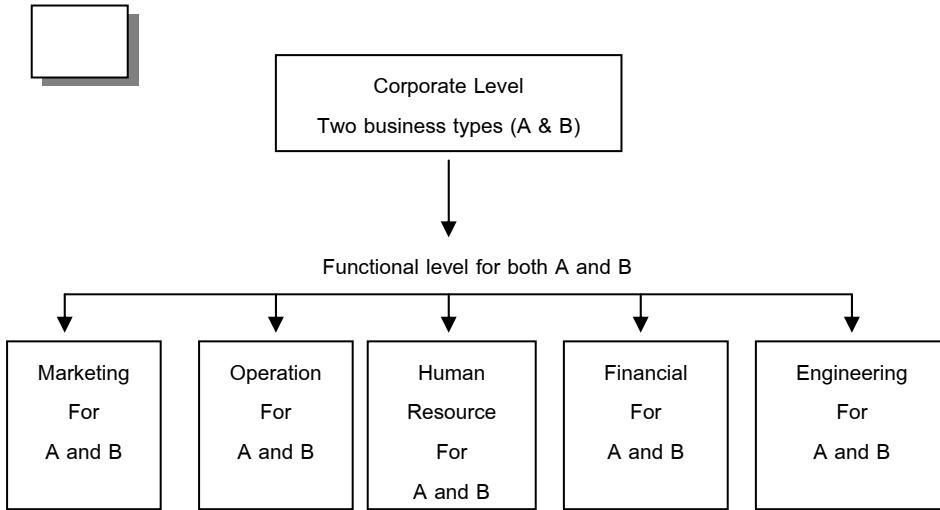 Corporate Level
Two business types (A & B)
Functional level for both A and B
Marketing
For
A and B
Operation
For
A and B
Human
Resource
For
A and B
Financial
For
A and B
Engineering
For
A and B